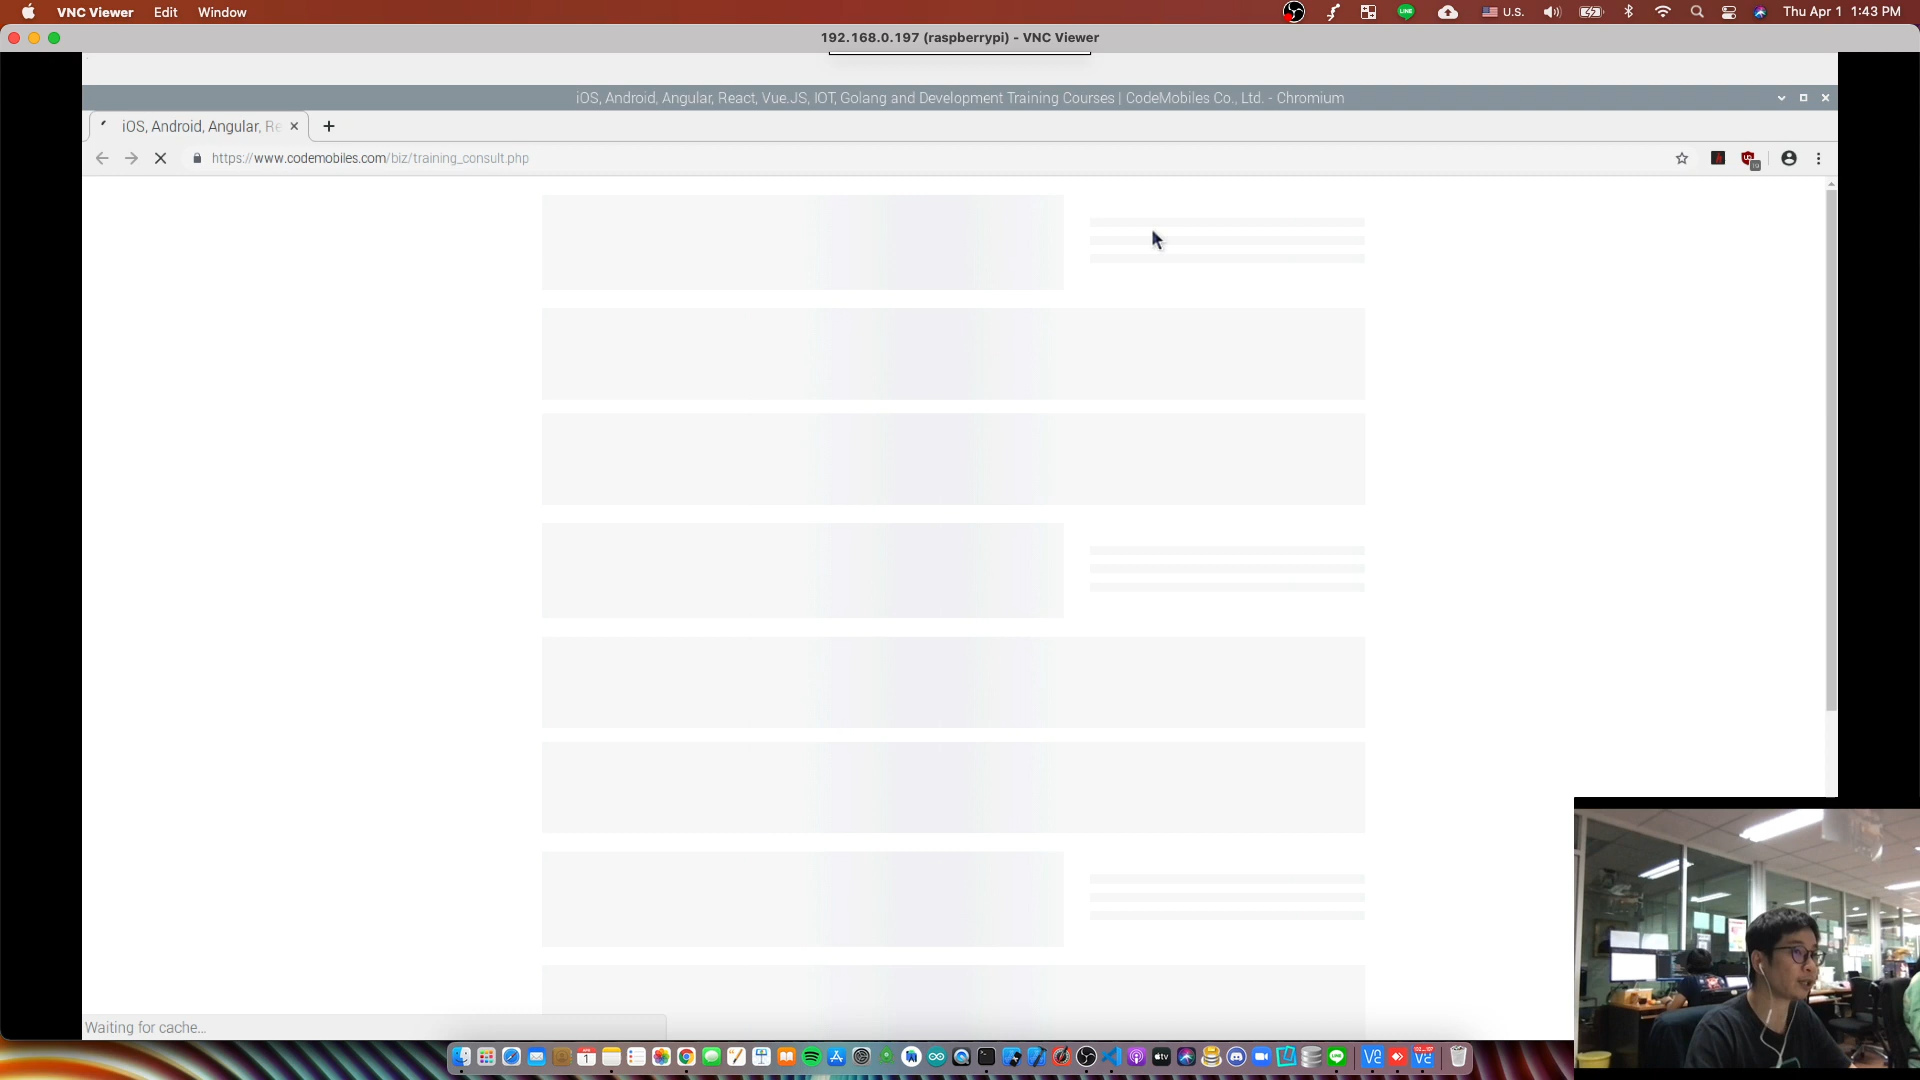 VNC Viewer Edit Window
U.S. Thu Apr 1 1:43 PM
192.168.0.197 (raspberrypi) - VNC Viewer
iOS, Android, Angular, React, Vue.JS, IOT, Golang and Development Training Courses | CodeMobiles Co., Ltd. - Chromium
iOS, Android, Angular, Re
https://www.codemobiles.com/biz/training_consult.php
Waiting for cache...